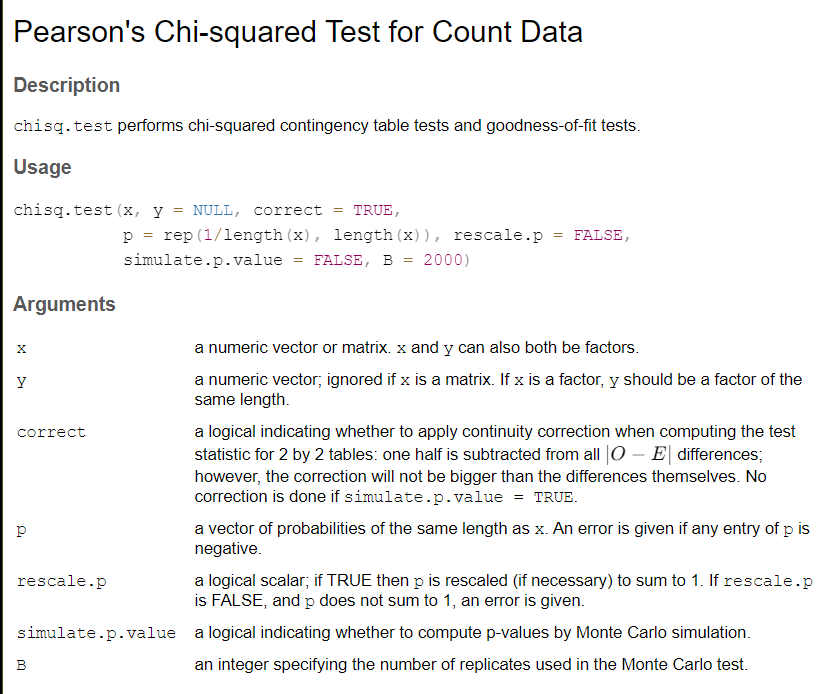 Pearson's Chi-squared Test for Count Data
Description
chisq.test performs chi-squared contingency table tests and goodness-of-fit tests.
Usage
chisq.test(x, y = NULL, correct = TRUE,
p = rep(1/length(x), length(x)), rescale.p = FALSE,
simulate.p.value = FALSE, B = 2000)
Arguments
x a numeric vector or matrix. x and y can also both be factors.
y a numeric vector; ignored if x is a matrix. If x is a factor, y should be a factor of the
same length.
correct a logical indicating whether to apply continuity correction when computing the test
statistic for 2 by 2 tables: one half is subtracted from all |O − E| differences;
however, the correction will not be bigger than the differences themselves. No
correction is done if simulate.p.value = TRUE.
p a vector of probabilities of the same length as x. An error is given if any entry of p is
negative.
rescale.p a logical scalar; if TRUE then p is rescaled (if necessary) to sum to 1. If rescale.p
is FALSE, and p does not sum to 1, an error is given.
simulate.p.value a logical indicating whether to compute p-values by Monte Carlo simulation.
B an integer specifying the number of replicates used in the Monte Carlo test.